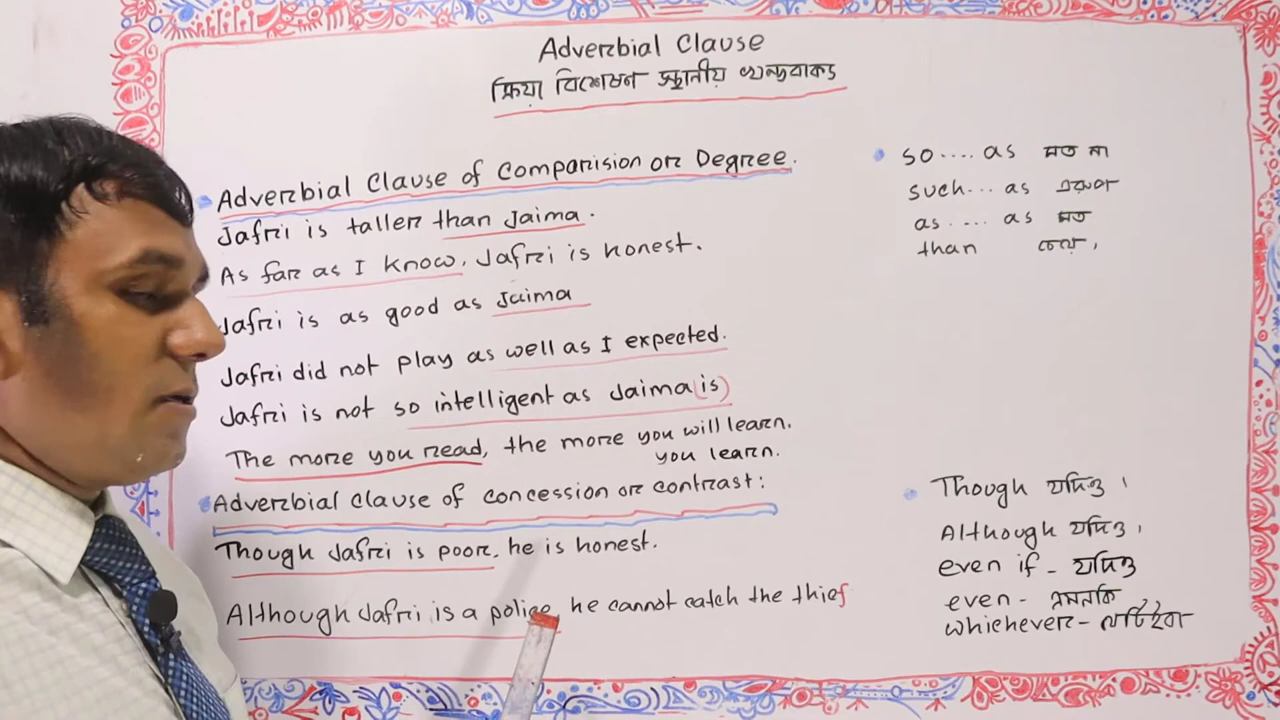 Adverbial Clause
ক্রিয়া বিশেষণ স্থানীয় খন্ডবাক্য
Adverbial Clause of Comparision or Degree.
Jafri is taller than Jaima.
As far as I know, Jafri is honest.
Jafri is as good as Jaima
Jafri did not play as well as I expected.
Jafri is not so intelligent as Jaima (is)
The more you read, the more you will learn.
you learn.
Adverbial clause of concession or contrast:
Though Jafri is poor, he is honest.
Although Jafri is a police, he cannot catch the thief
so.... as মত না
such... as এরূপ
as .... as মত
than চেয়ে,
Though যদিও।
Although যদিও,
even if - যদিও
even - এমনকি
whichever -